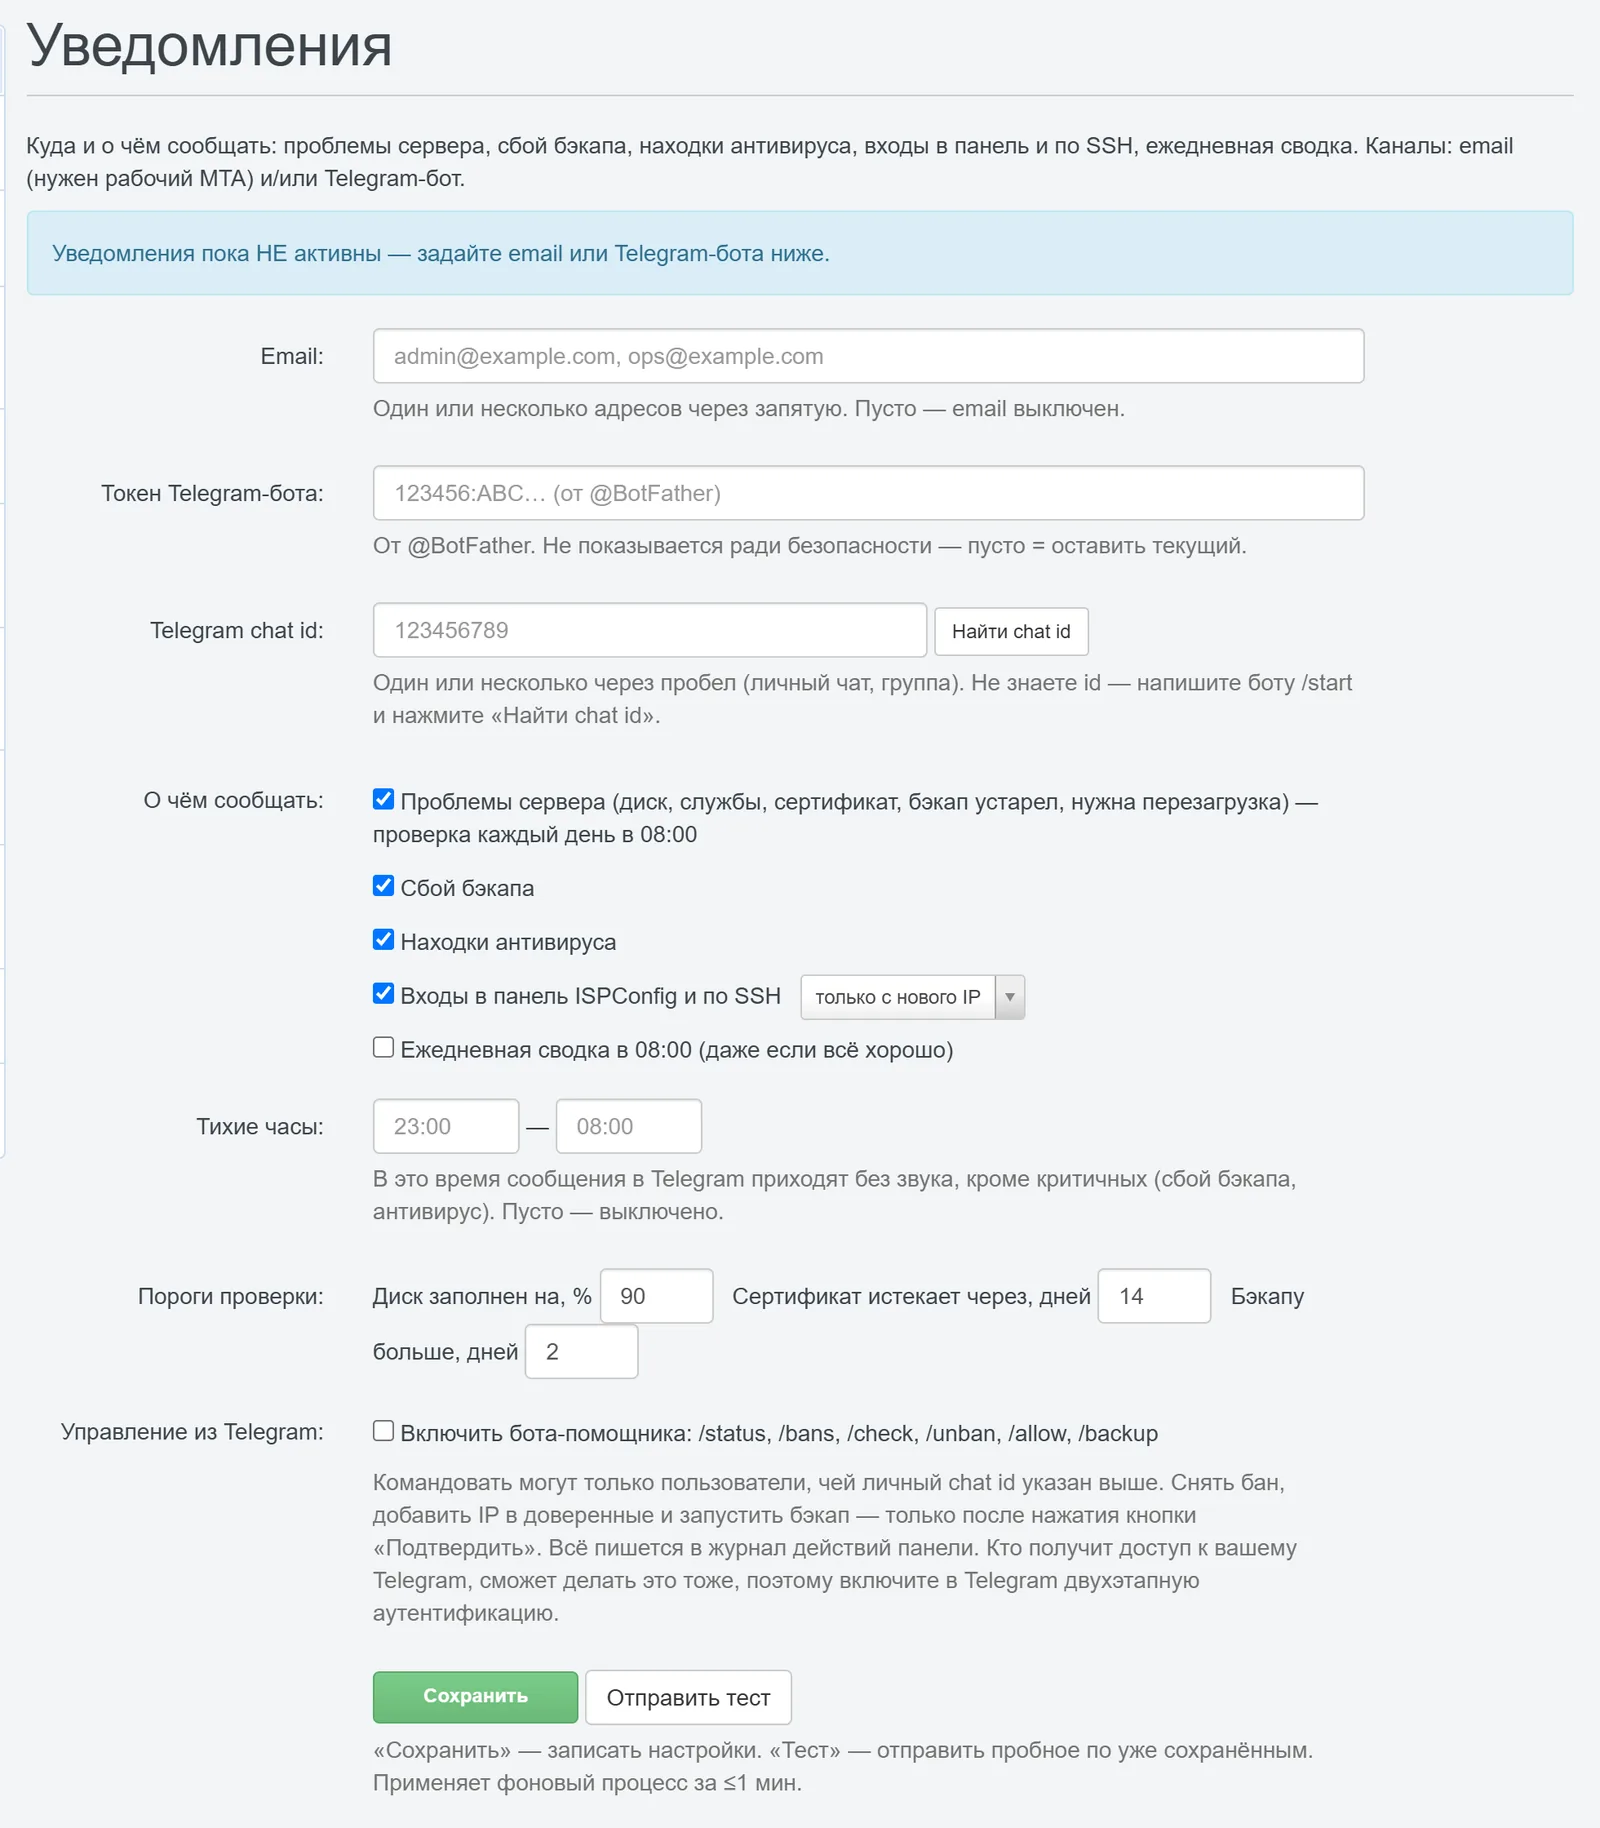 Уведомления
Куда и о чём сообщать: проблемы сервера, сбой бэкапа, находки антивируса, входы в панель и по SSH, ежедневная сводка. Каналы: email
(нужен рабочий MTA) и/или Telegram-бот.
Уведомления пока НЕ активны — задайте email или Telegram-бота ниже.
Email: admin@example.com, ops@example.com
Один или несколько адресов через запятую. Пусто — email выключен.
Токен Telegram-бота: 123456:ABC… (от @BotFather)
От @BotFather. Не показывается ради безопасности — пусто = оставить текущий.
Telegram chat id: 123456789 Найти chat id
Один или несколько через пробел (личный чат, группа). Не знаете id — напишите боту /start
и нажмите «Найти chat id».
О чём сообщать: Проблемы сервера (диск, службы, сертификат, бэкап устарел, нужна перезагрузка) —
проверка каждый день в 08:00
Сбой бэкапа
Находки антивируса
Входы в панель ISPConfig и по SSH только с нового IP
Ежедневная сводка в 08:00 (даже если всё хорошо)
Тихие часы: 23:00 — 08:00
В это время сообщения в Telegram приходят без звука, кроме критичных (сбой бэкапа,
антивирус). Пусто — выключено.
Пороги проверки: Диск заполнен на, % 90 Сертификат истекает через, дней 14 Бэкапу
больше, дней 2
Управление из Telegram: Включить бота-помощника: /status, /bans, /check, /unban, /allow, /backup
Командовать могут только пользователи, чей личный chat id указан выше. Снять бан,
добавить IP в доверенные и запустить бэкап — только после нажатия кнопки
«Подтвердить». Всё пишется в журнал действий панели. Кто получит доступ к вашему
Telegram, сможет делать это тоже, поэтому включите в Telegram двухэтапную
аутентификацию.
Сохранить Отправить тест
«Сохранить» — записать настройки. «Тест» — отправить пробное по уже сохранённым.
Применяет фоновый процесс за ≤1 мин.